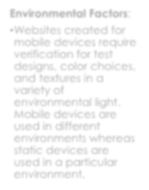 Environmental Factors:
•Websites created for
mobile devices require
verification for test
designs, color choices,
and textures in a
variety of
environmental light.
Mobile devices are
used in different
environments whereas
static devices are
used in a particular
environment.